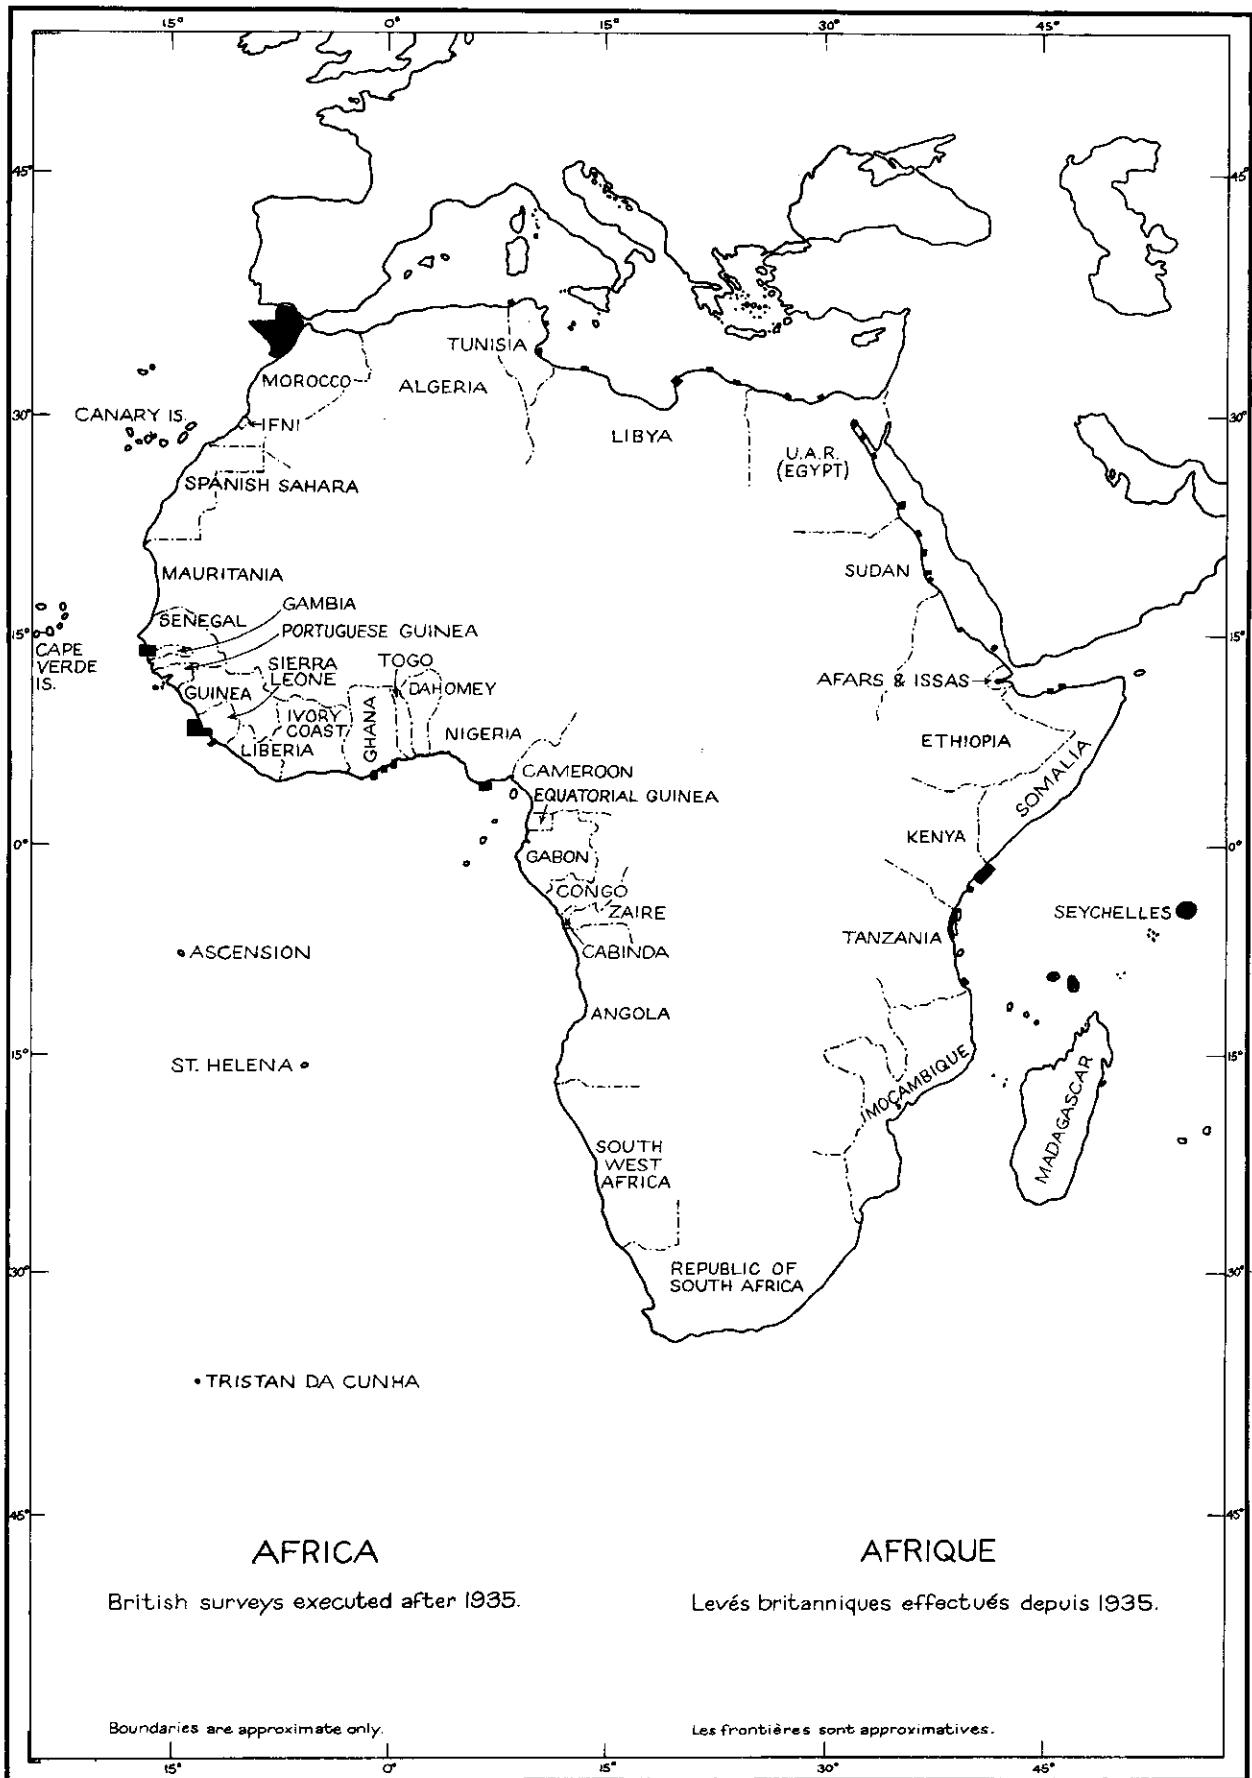 15° 0° 15° 30° 45°
45° 45°
TUNISIA
MOROCCO
ALGERIA
CANARY IS.
30° 30°
IFNI
LIBYA
U.A.R.
(EGYPT)
SPANISH SAHARA
MAURITANIA
SUDAN
GAMBIA
SENEGAL
PORTUGUESE GUINEA
15° 15°
CAPE
VERDE
IS.
SIERRA
LEONE
TOGO
AFARS & ISSAS
GUINEA
DAHOMEY
IVORY
COAST
GHANA
NIGERIA
LIBERIA
ETHIOPIA
SOMALIA
CAMEROON
EQUATORIAL GUINEA
KENYA
0° 0°
GABON
CONGO
ZAIRE
SEYCHELLES
TANZANIA
ASCENSION
CABINDA
ANGOLA
15° 15°
ST. HELENA
MOÇAMBIQUE
MADAGASCAR
SOUTH
WEST
AFRICA
30° 30°
REPUBLIC OF
SOUTH AFRICA
TRISTAN DA CUNHA
45° 45°
AFRICA
AFRIQUE
British surveys executed after 1935.
Levés britanniques effectués depuis 1935.
Boundaries are approximate only.
Les frontières sont approximatives.
15° 0° 15° 30° 45°